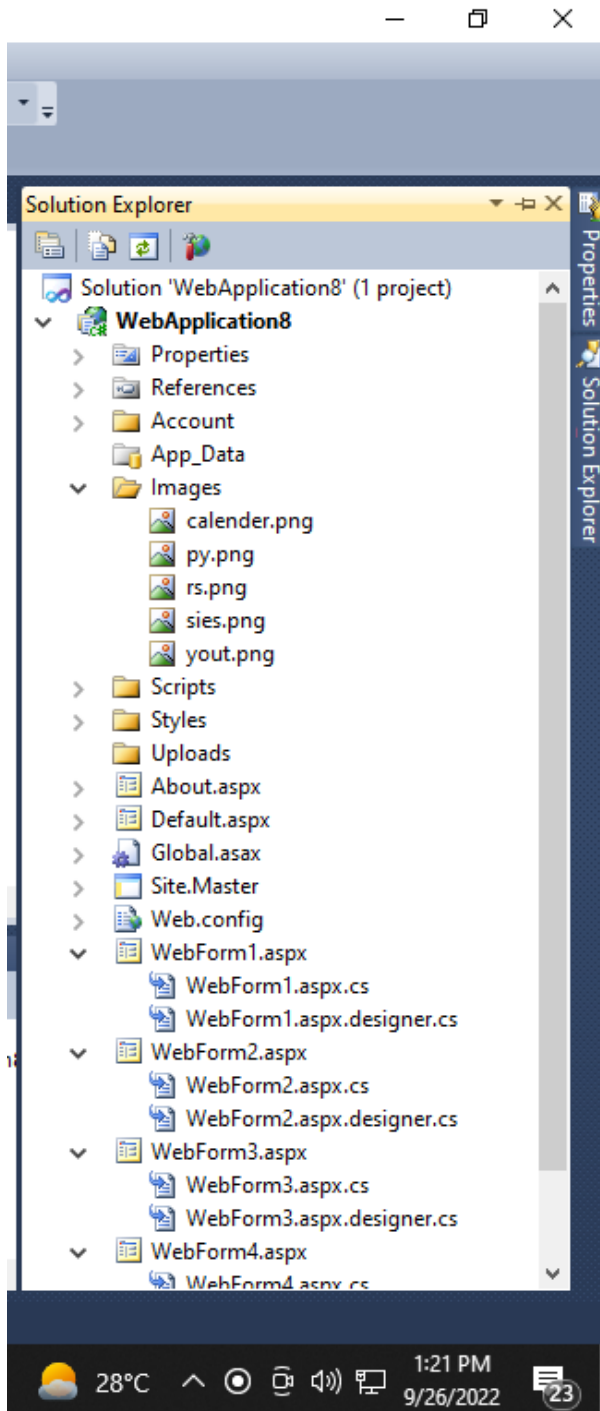 Solution Explorer
Properties
Solution Explorer
Solution 'WebApplication8' (1 project)
WebApplication8
Properties
References
Account
App_Data
Images
calender.png
py.png
rs.png
sies.png
yout.png
Scripts
Styles
Uploads
About.aspx
Default.aspx
Global.asax
Site.Master
Web.config
WebForm1.aspx
WebForm1.aspx.cs
WebForm1.aspx.designer.cs
WebForm2.aspx
WebForm2.aspx.cs
WebForm2.aspx.designer.cs
WebForm3.aspx
WebForm3.aspx.cs
WebForm3.aspx.designer.cs
WebForm4.aspx
WebForm4.aspx.cs
28°C
1:21 PM
9/26/2022
23